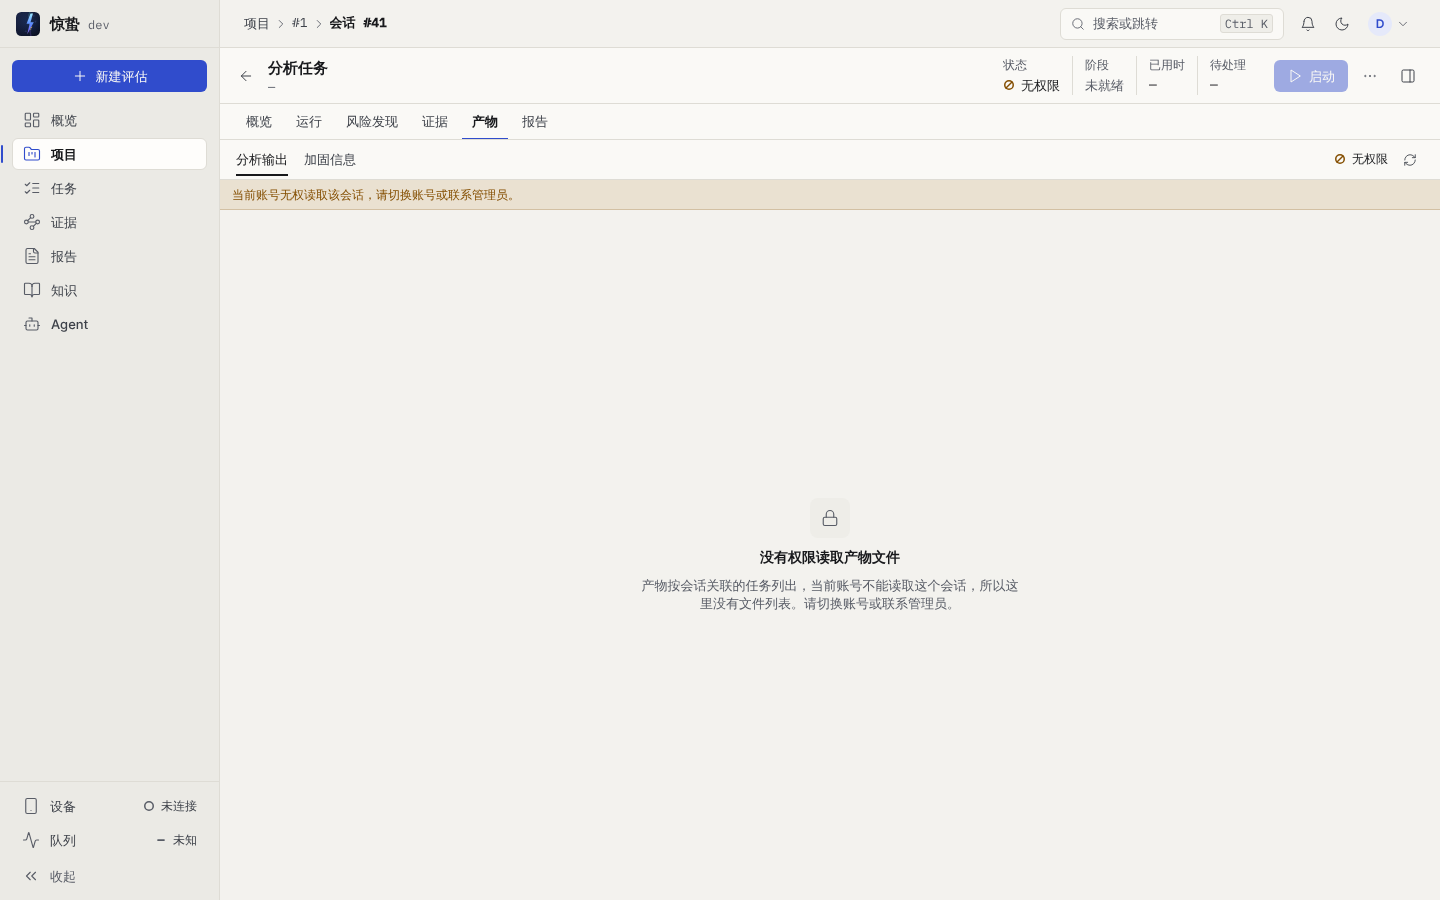 惊蛰 dev
项目 #1 会话 #41
搜索或跳转 Ctrl K
D
新建评估
概览
项目
任务
证据
报告
知识
Agent
设备 未连接
队列 – 未知
收起
分析任务
–
状态
无权限
阶段
未就绪
已用时
–
待处理
–
启动
概览 运行 风险发现 证据 产物 报告
分析输出 加固信息
无权限
当前账号无权读取该会话，请切换账号或联系管理员。
没有权限读取产物文件
产物按会话关联的任务列出，当前账号不能读取这个会话，所以这
里没有文件列表。请切换账号或联系管理员。